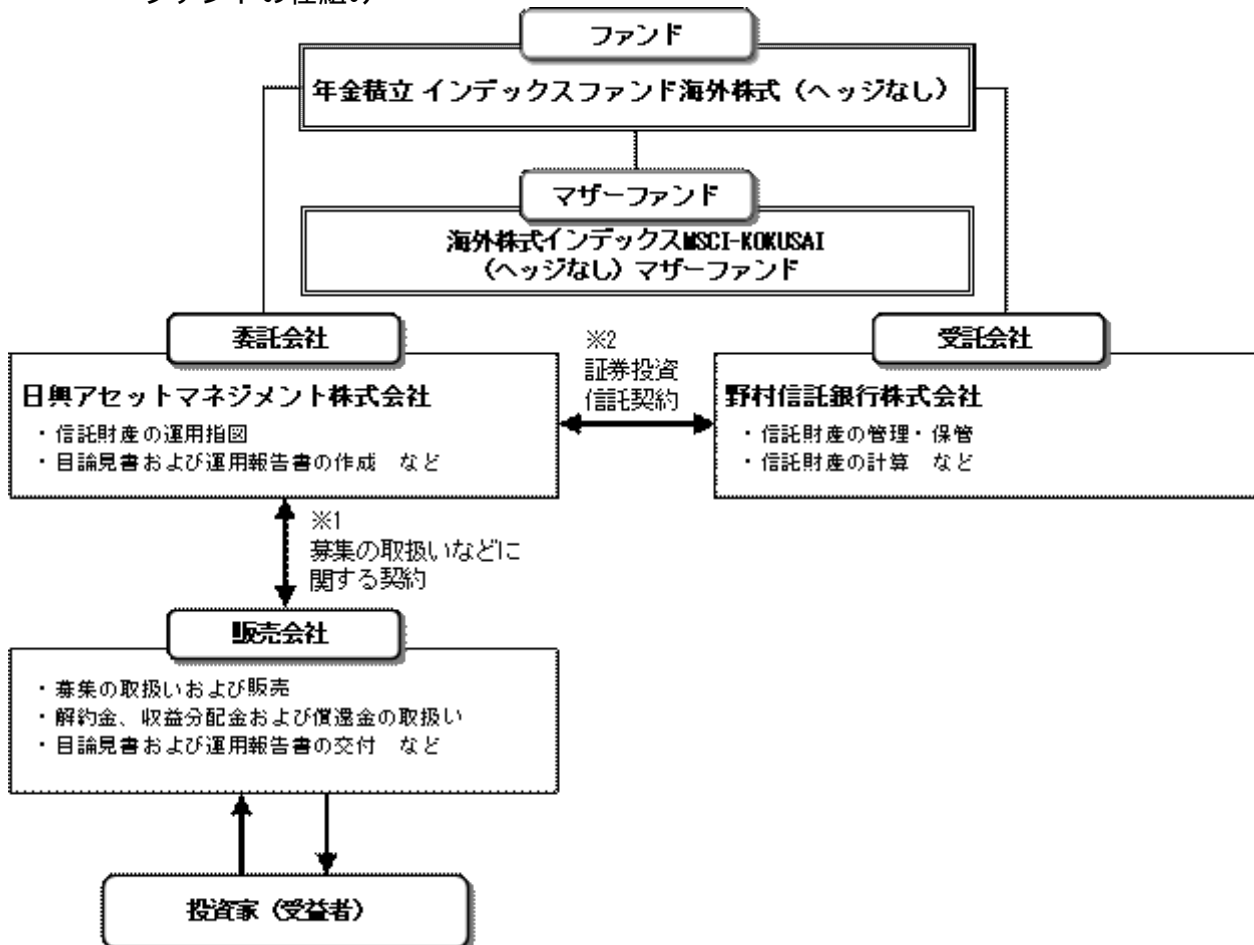 ファンドの仕組み
ファンド
年金積立 インデックスファンド海外株式（ヘッジなし）
マザーファンド
海外株式インデックスMSCI-KOKUSAI
（ヘッジなし）マザーファンド
委託会社
日興アセットマネジメント株式会社
・信託財産の運用指図
・目論見書および運用報告書の作成　など
※2
証券投資
信託契約
受託会社
野村信託銀行株式会社
・信託財産の管理・保管
・信託財産の計算　など
※1
募集の取扱いなどに
関する契約
販売会社
・募集の取扱いおよび販売
・解約金、収益分配金および償還金の取扱い
・目論見書および運用報告書の交付　など
投資家（受益者）